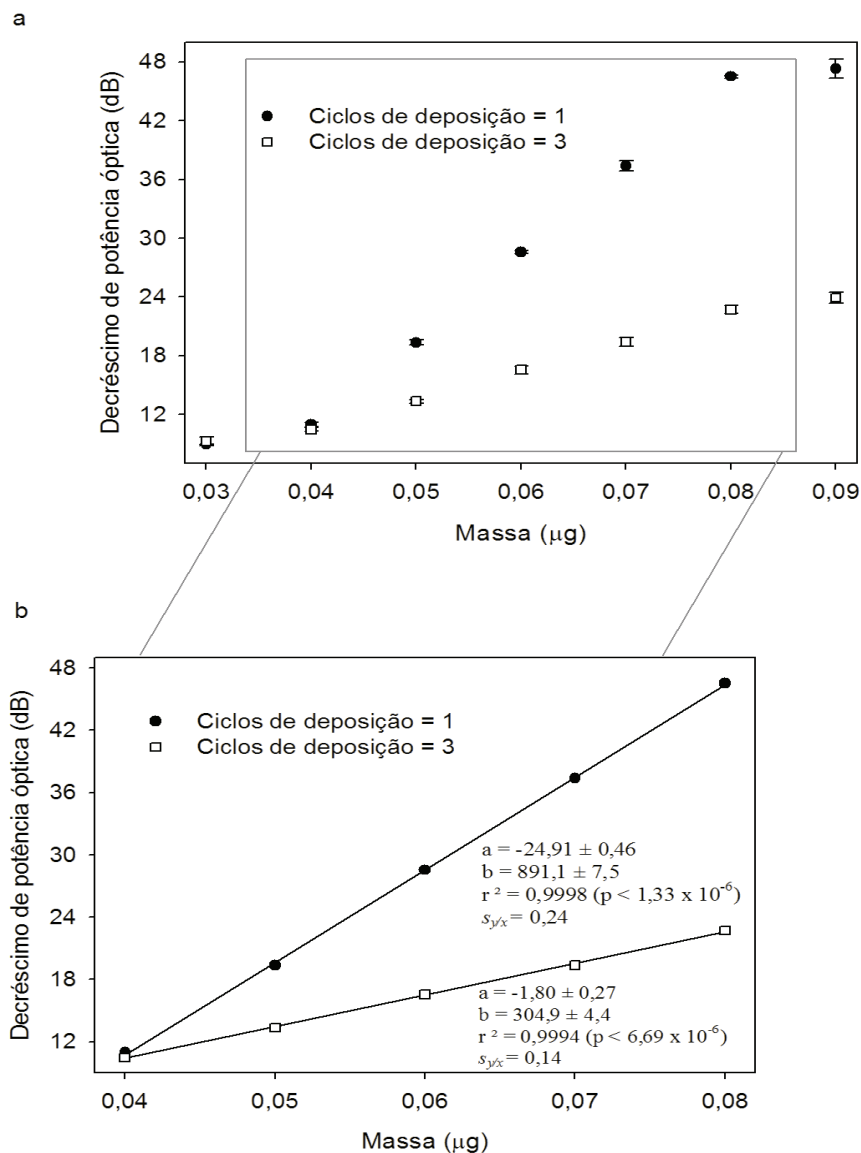 a
Decréscimo de potência óptica (dB)
48
42
36
30
24
18
12
Ciclos de deposição = 1
Ciclos de deposição = 3
0,03 0,04 0,05 0,06 0,07 0,08 0,09
Massa (μg)
b
Decréscimo de potência óptica (dB)
48
42
36
30
24
18
12
Ciclos de deposição = 1
Ciclos de deposição = 3
a = -24,91 ± 0,46
b = 891,1 ± 7,5
r ² = 0,9998 (p < 1,33 x 10⁻⁶)
s_y/x = 0,24
a = -1,80 ± 0,27
b = 304,9 ± 4,4
r ² = 0,9994 (p < 6,69 x 10⁻⁶)
s_y/x = 0,14
0,04 0,05 0,06 0,07 0,08
Massa (μg)